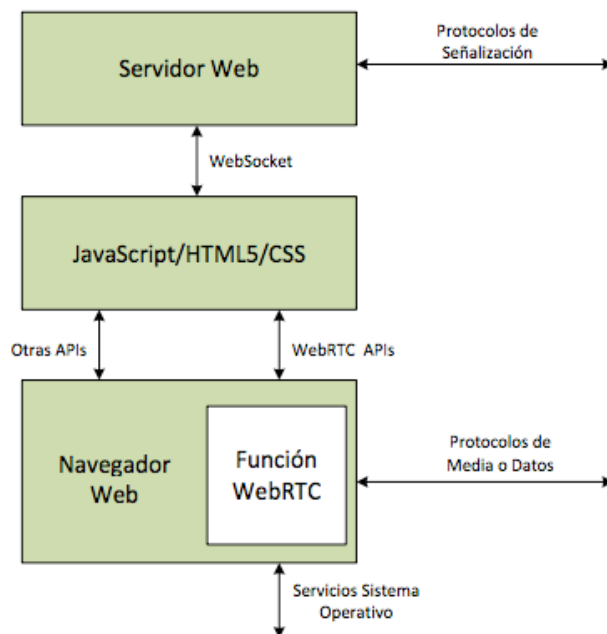 Protocolos de
Señalización
Servidor Web
WebSocket
JavaScript/HTML5/CSS
Otras APIs
WebRTC APIs
Navegador
Web
Función
WebRTC
Protocolos de
Media o Datos
Servicios Sistema
Operativo